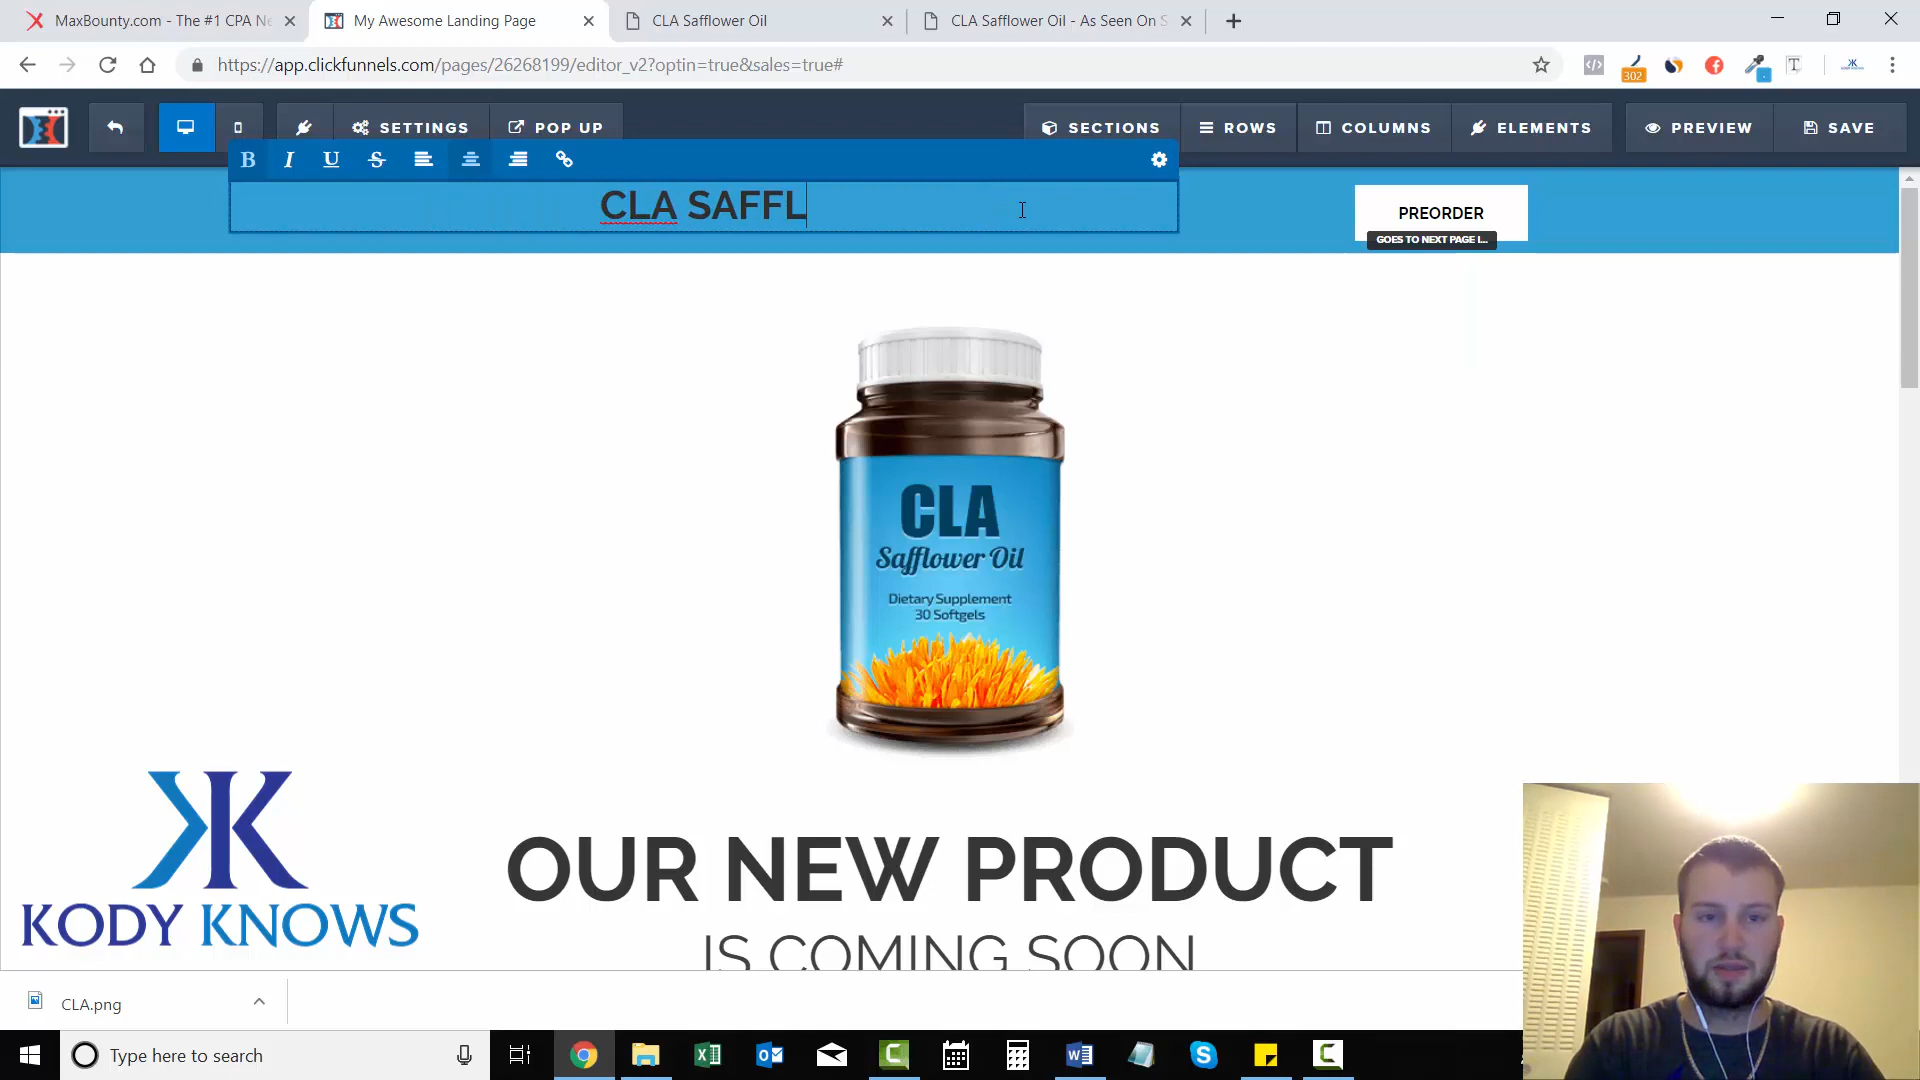 MaxBounty.com - The #1 CPA Ne
My Awesome Landing Page
CLA Safflower Oil
CLA Safflower Oil - As Seen On S
https://app.clickfunnels.com/pages/26268199/editor_v2?optin=true&sales=true#
302
SETTINGS
POP UP
SECTIONS
ROWS
COLUMNS
ELEMENTS
PREVIEW
SAVE
B I U S
CLA SAFFL
PREORDER
GOES TO NEXT PAGE I...
CLA
Safflower Oil
Dietary Supplement
30 Softgels
OUR NEW PRODUCT
IS COMING SOON
KODY KNOWS
CLA.png
Type here to search